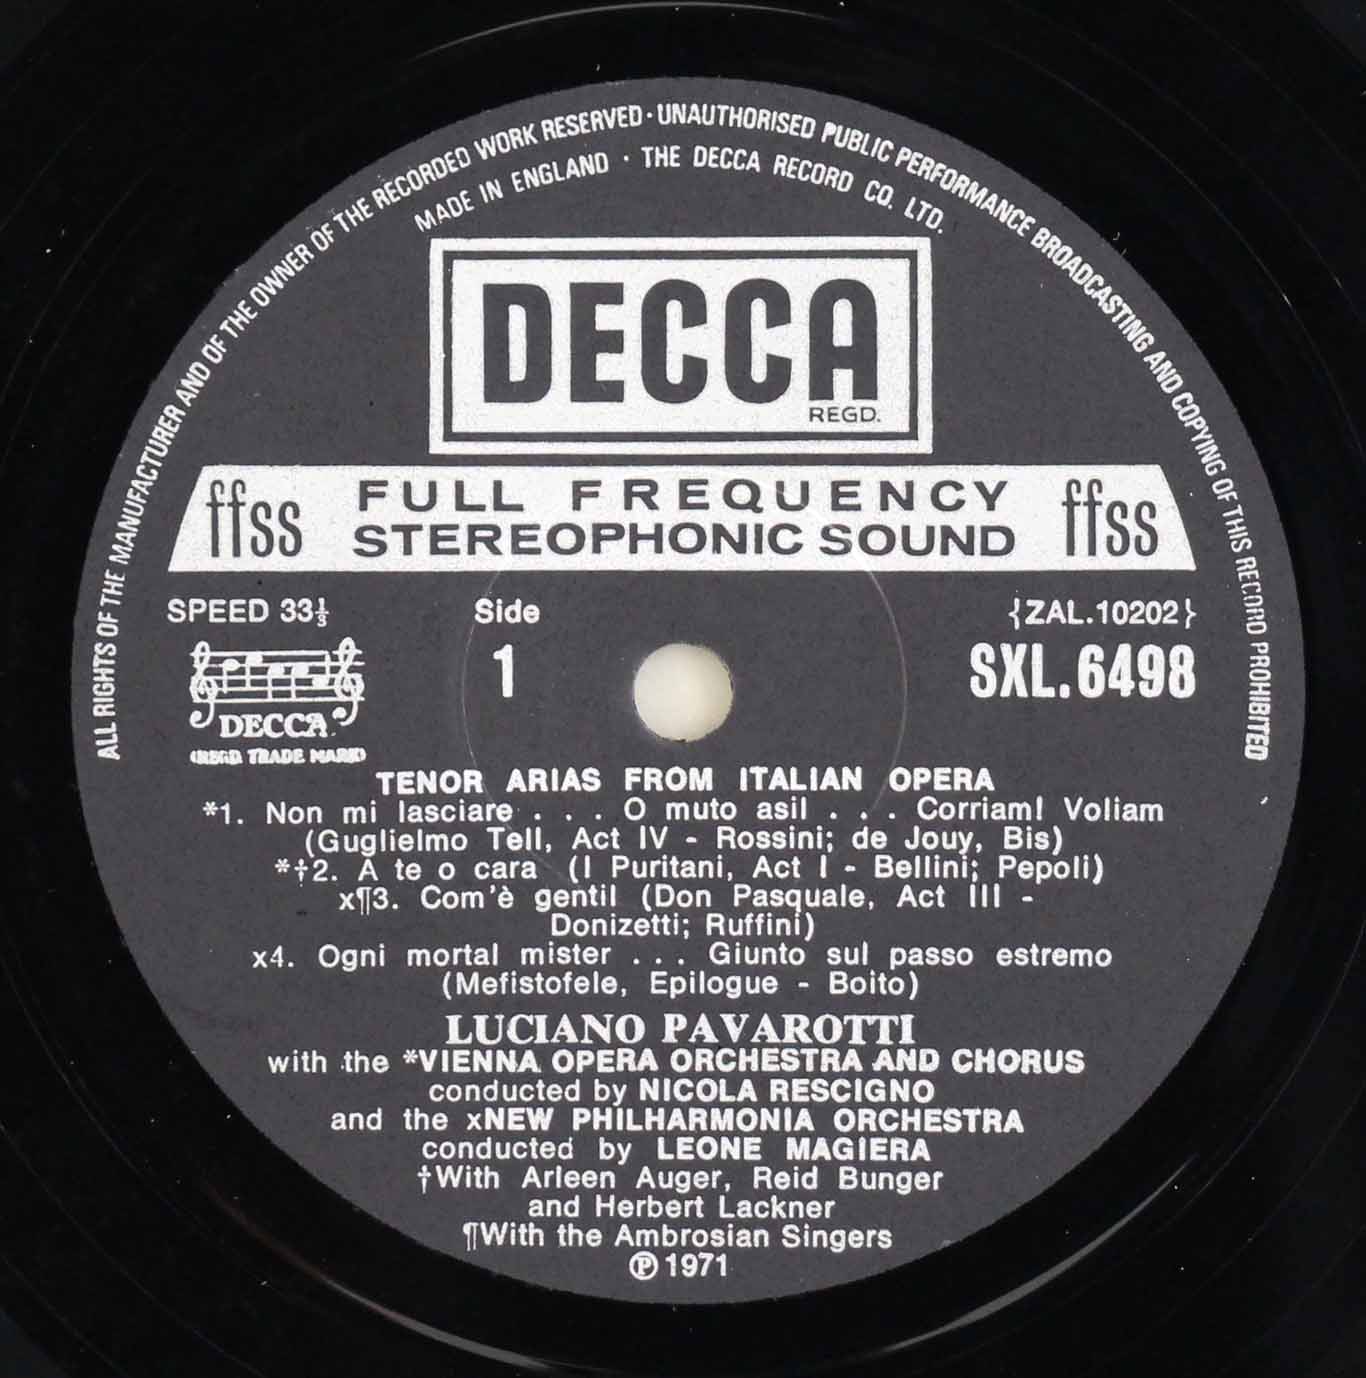 ALL RIGHTS OF THE MANUFACTURER AND OF THE OWNER OF THE RECORDED WORK RESERVED · UNAUTHORISED PUBLIC PERFORMANCE BROADCASTING AND COPYING OF THIS RECORD PROHIBITED
MADE IN ENGLAND · THE DECCA RECORD CO. LTD.
DECCA
REGD.
ffss FULL FREQUENCY ffss
STEREOPHONIC SOUND
SPEED 33⅓ Side {ZAL.10202}
1 SXL.6498
DECCA
(REGD TRADE MARK)
TENOR ARIAS FROM ITALIAN OPERA
*1. Non mi lasciare . . . O muto asil . . . Corriam! Voliam
(Guglielmo Tell, Act IV - Rossini; de Jouy, Bis)
*†2. A te o cara (I Puritani, Act I - Bellini; Pepoli)
x¶3. Com'è gentil (Don Pasquale, Act III -
Donizetti; Ruffini)
x4. Ogni mortal mister . . . Giunto sul passo estremo
(Mefistofele, Epilogue - Boito)
LUCIANO PAVAROTTI
with the *VIENNA OPERA ORCHESTRA AND CHORUS
conducted by NICOLA RESCIGNO
and the xNEW PHILHARMONIA ORCHESTRA
conducted by LEONE MAGIERA
†With Arleen Auger, Reid Bunger
and Herbert Lackner
¶With the Ambrosian Singers
℗ 1971